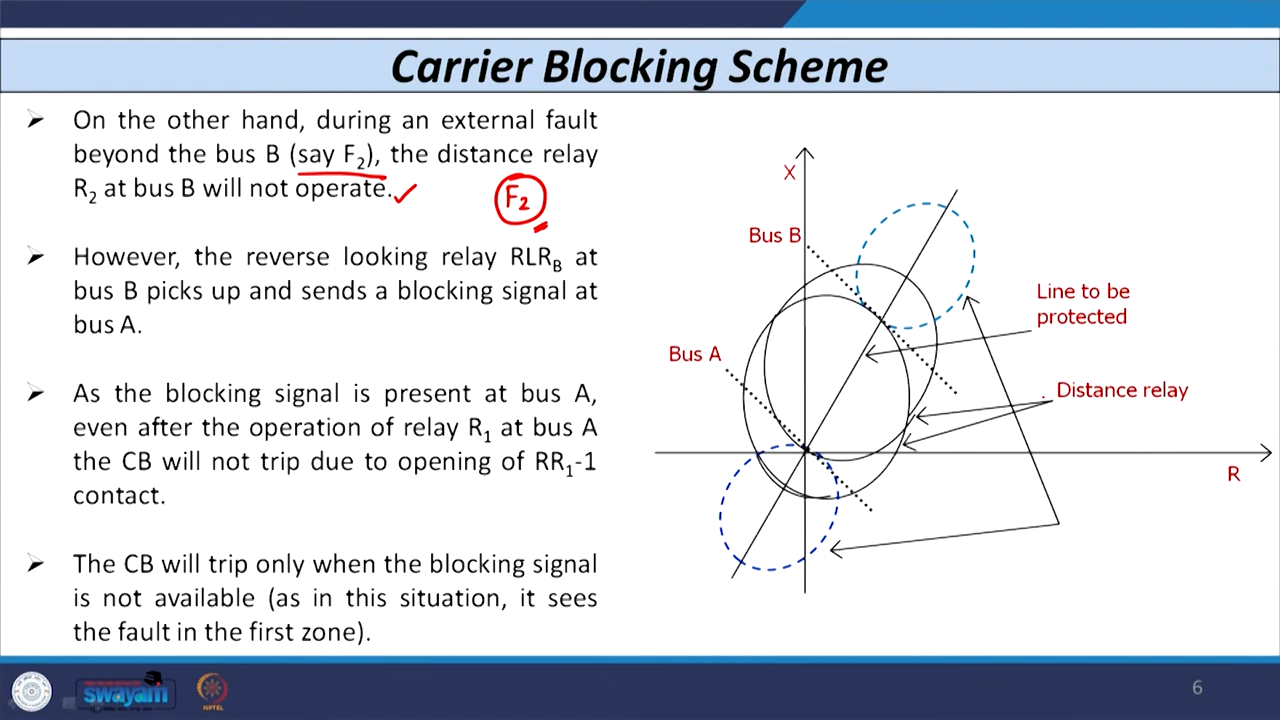 Carrier Blocking Scheme
➢ On the other hand, during an external fault
beyond the bus B (say F₂), the distance relay
R₂ at bus B will not operate.
F₂
➢ However, the reverse looking relay RLR_B at
bus B picks up and sends a blocking signal at
bus A.
➢ As the blocking signal is present at bus A,
even after the operation of relay R₁ at bus A
the CB will not trip due to opening of RR₁-1
contact.
➢ The CB will trip only when the blocking signal
is not available (as in this situation, it sees
the fault in the first zone).
X
Bus B
Line to be
protected
Bus A
Distance relay
R
swayam
NPTEL
6